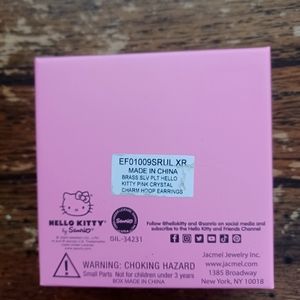 EF01009SRUL XR
MADE IN CHINA
BRASS SLV PLT HELLO
KITTY PINK CRYSTAL
CHARM HOOP EARRINGS
HELLO KITTY
by Sanrio
Sanrio
GIL-34231
Follow @hellokitty and @sanrio on social media and
subscribe to the Hello Kitty and Friends Channel
WARNING: CHOKING HAZARD
Small Parts Not for children under 3 years
BOX MADE IN CHINA
Jacmel Jewelry Inc.
www.jacmel.com
1385 Broadway
New York, NY 10018